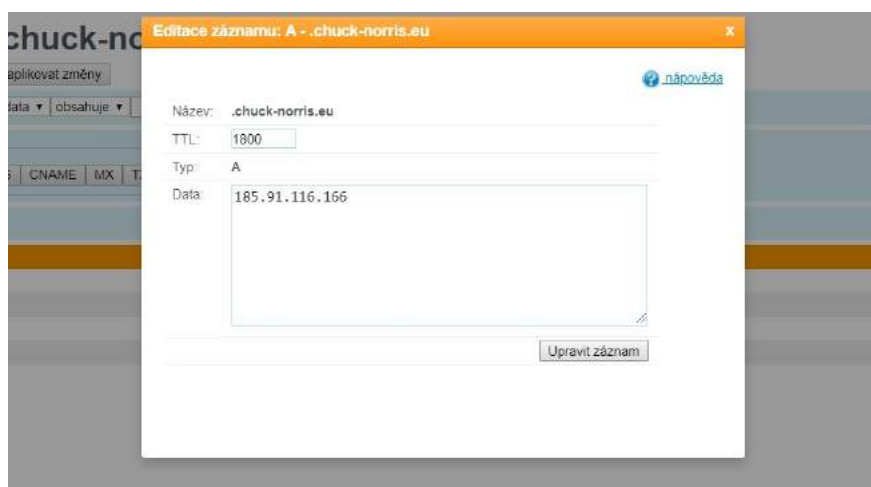 Editace záznamu: A - .chuck-norris.eu x
chuck-no
aplikovat změny
nápověda
data ▾ obsahuje ▾
Název: .chuck-norris.eu
TTL: 1800
Typ: A
CNAME MX
Data: 185.91.116.166
Upravit záznam